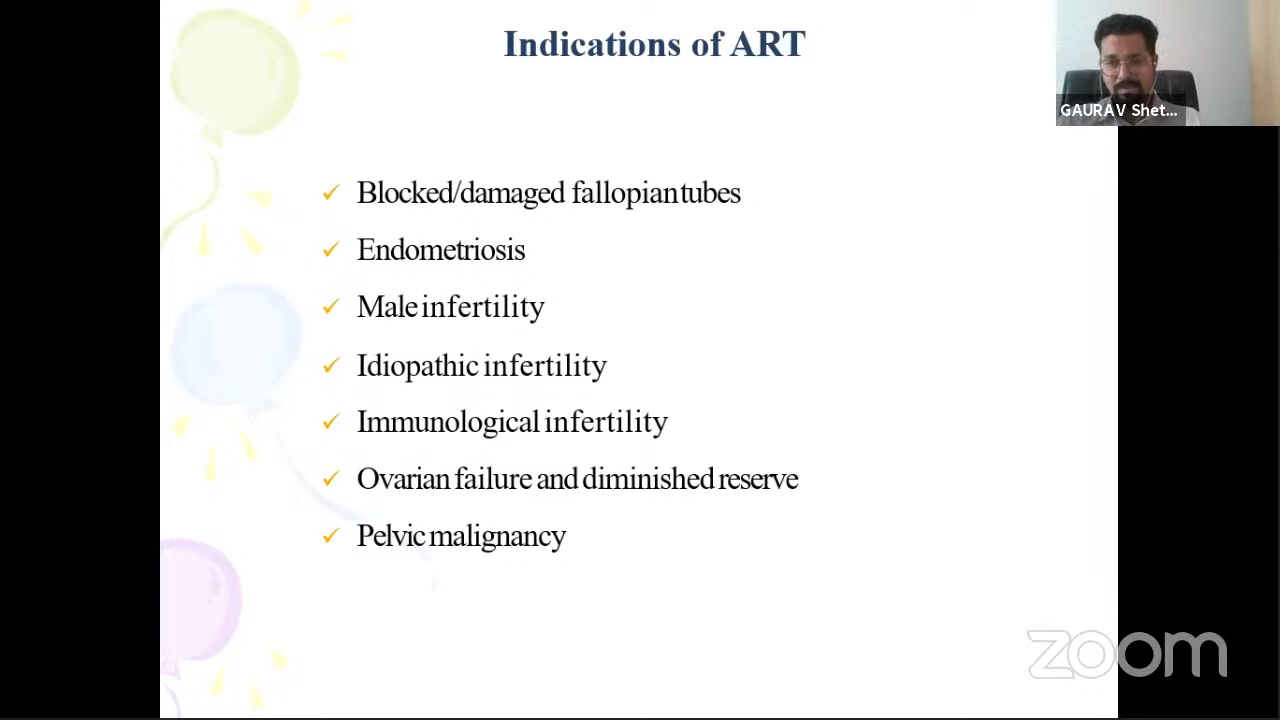 Indications of ART
GAURAV Shet...
Blocked/damaged fallopian tubes
Endometriosis
Male infertility
Idiopathic infertility
Immunological infertility
Ovarian failure and diminished reserve
Pelvic malignancy
zoom